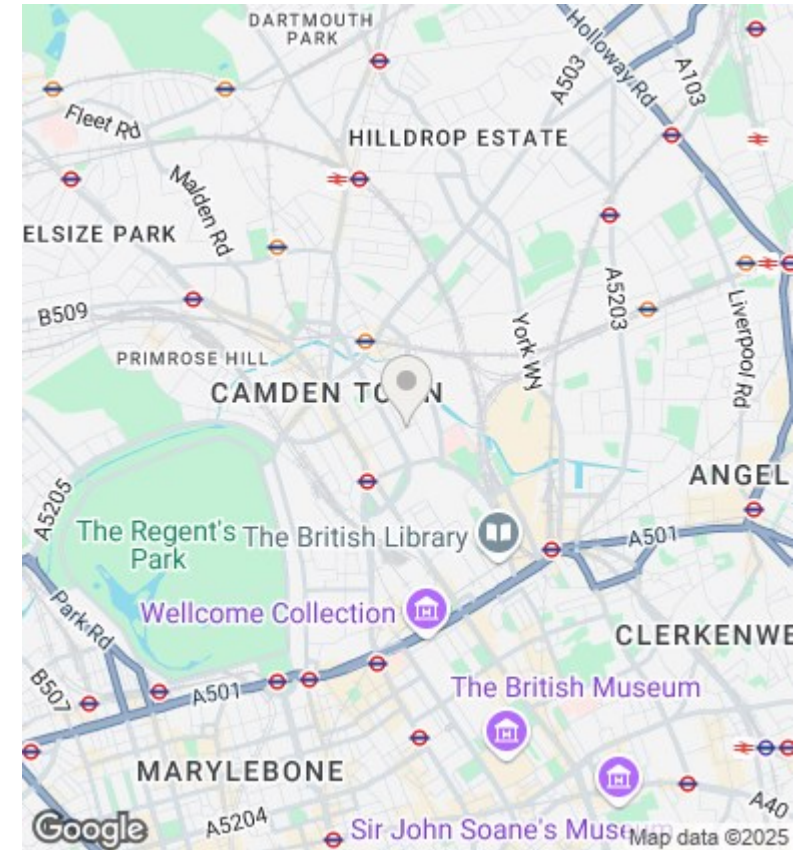 DARTMOUTH
PARK
Holloway Rd
A503
A103
Fleet Rd
HILLDROP ESTATE
Malden Rd
ELSIZE PARK
A5203
B509
Liverpool Rd
York Wy
PRIMROSE HILL
CAMDEN T WN
ANGEL
A5205
The Regent's
Park
The British Library
A501
Wellcome Collection
Park Rd
CLERKENWE
B507
A501
The British Museum
MARYLEBONE
A40
Google
A5204
Sir John Soane's Museum
Map data ©2025